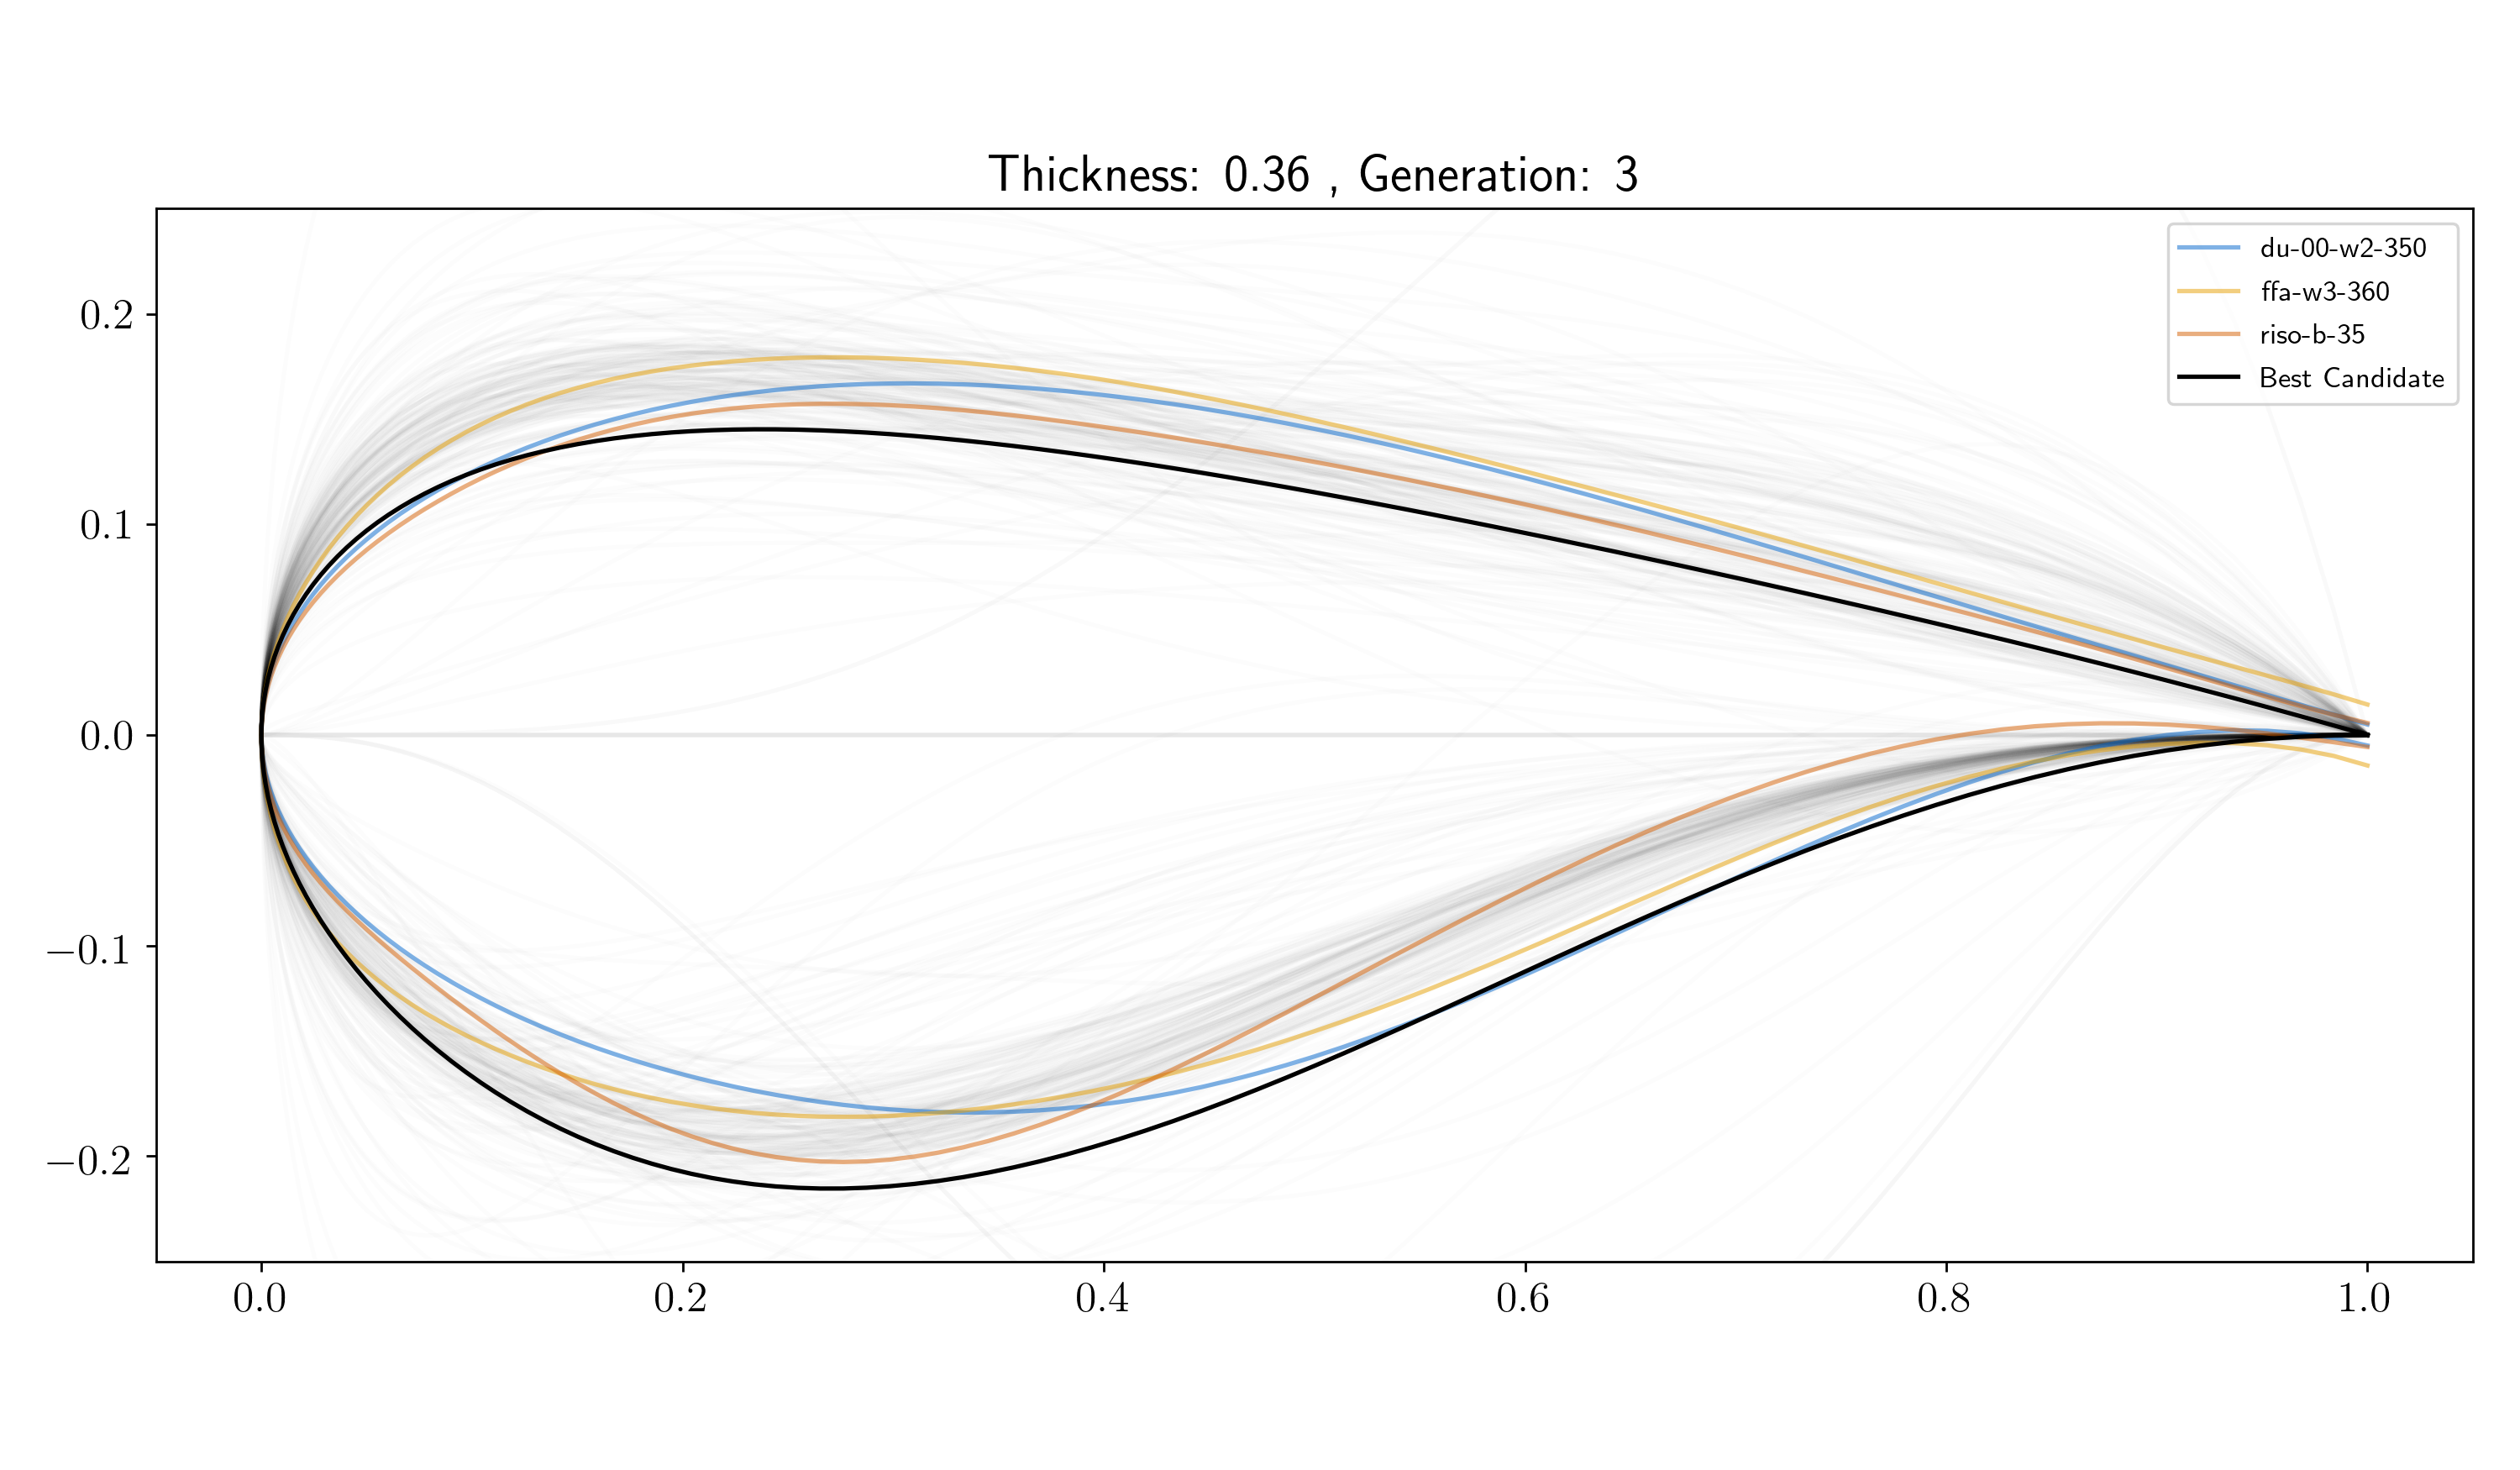 Thickness: 0.36 , Generation: 3
du-00-w2-350
ffa-w3-360
riso-b-35
Best Candidate
0.2
0.1
0.0
−0.1
−0.2
0.0 0.2 0.4 0.6 0.8 1.0